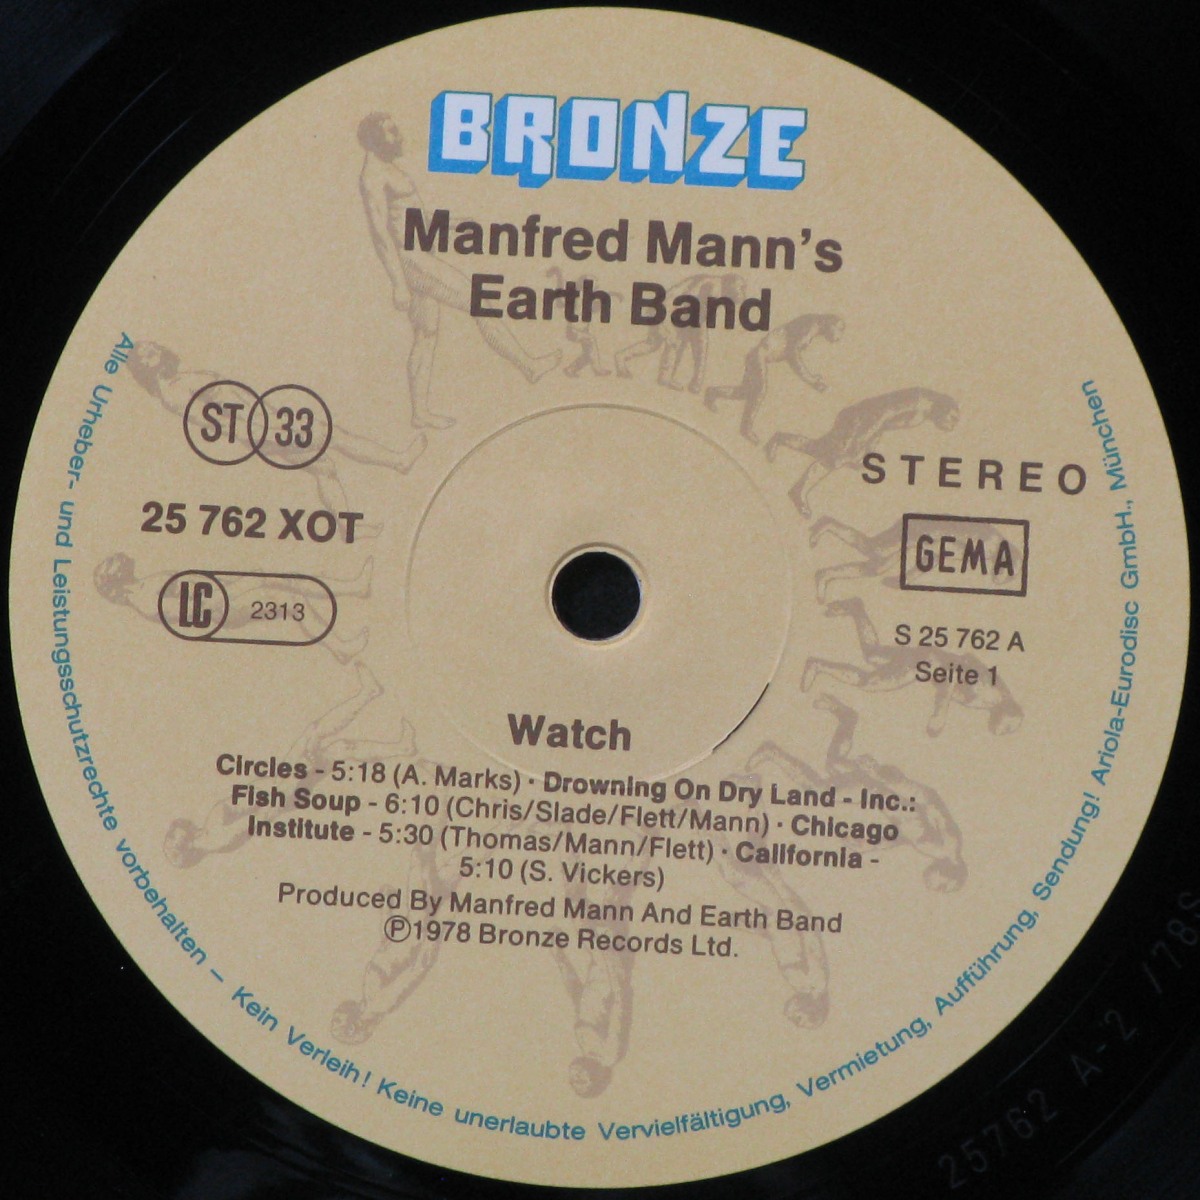 BRONZE
Manfred Mann's
Earth Band
ST 33
25 762 XOT
LC 2313
STEREO
GEMA
S 25 762 A
Seite 1
Watch
Circles - 5:18 (A. Marks) · Drowning On Dry Land - Inc.:
Fish Soup - 6:10 (Chris/Slade/Flett/Mann) · Chicago
Institute - 5:30 (Thomas/Mann/Flett) · California -
5:10 (S. Vickers)
Produced By Manfred Mann And Earth Band
℗1978 Bronze Records Ltd.
Alle Urheber- und Leistungsschutzrechte vorbehalten – Kein Verleih! Keine unerlaubte Vervielfältigung, Vermietung, Aufführung, Sendung! Ariola-Eurodisc GmbH., München
25762 A-2 /78S